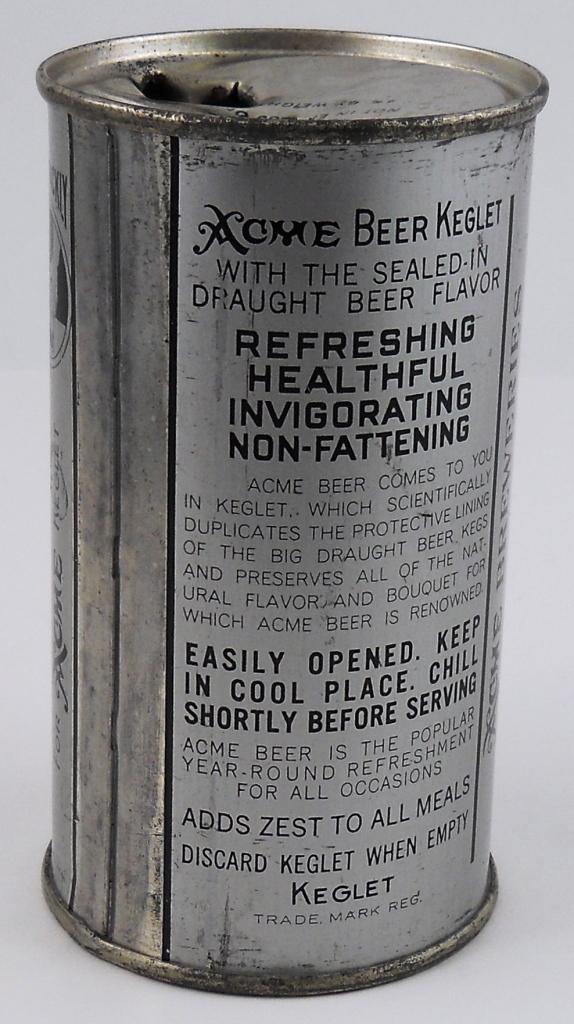 ACME BEER KEGLET
WITH THE SEALED-IN
DRAUGHT BEER FLAVOR
REFRESHING
HEALTHFUL
INVIGORATING
NON-FATTENING
ACME BEER COMES TO YOU
IN KEGLET, WHICH SCIENTIFICALLY
DUPLICATES THE PROTECTIVE LINING
OF THE BIG DRAUGHT BEER KEGS
AND PRESERVES ALL OF THE NAT-
URAL FLAVOR AND BOUQUET FOR
WHICH ACME BEER IS RENOWNED.
EASILY OPENED. KEEP
IN COOL PLACE. CHILL
SHORTLY BEFORE SERVING
ACME BEER IS THE POPULAR
YEAR-ROUND REFRESHMENT
FOR ALL OCCASIONS
ADDS ZEST TO ALL MEALS
DISCARD KEGLET WHEN EMPTY
KEGLET
TRADE. MARK REG.
ACME BREWERIES
FOR ACME